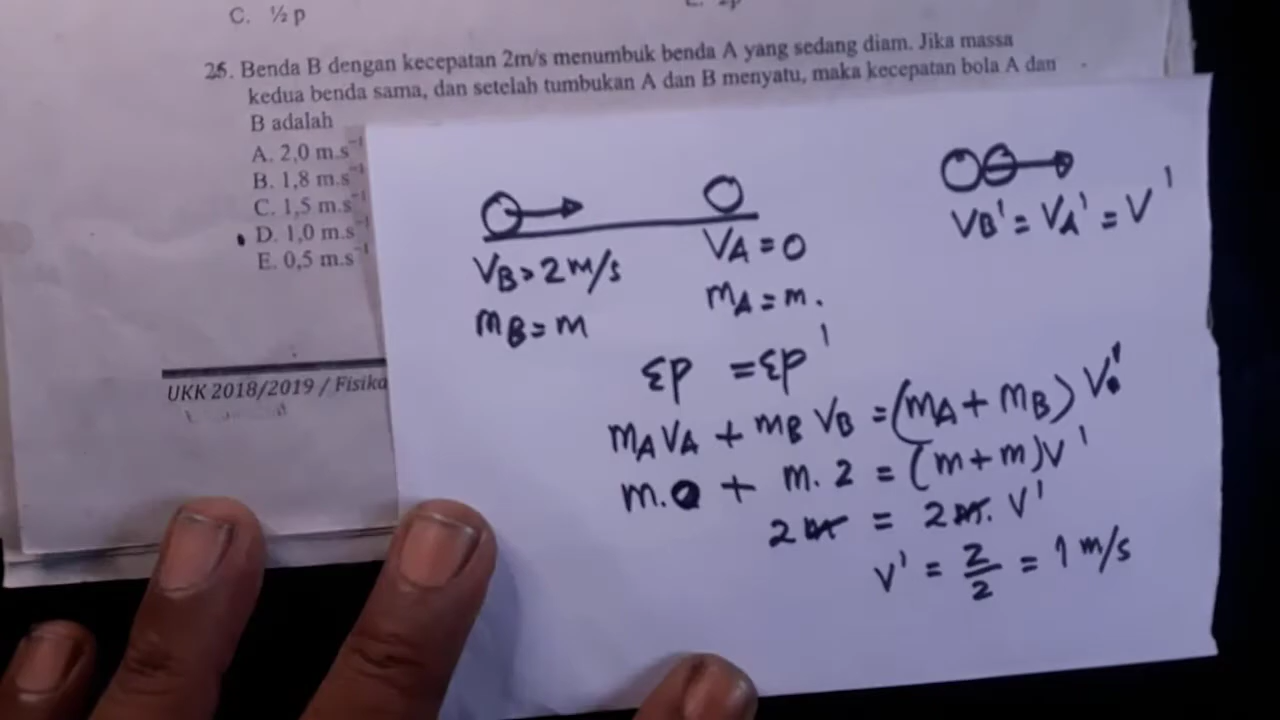 C. ½ p
26. Benda B dengan kecepatan 2m/s menumbuk benda A yang sedang diam. Jika massa
kedua benda sama, dan setelah tumbukan A dan B menyatu, maka kecepatan bola A dan
B adalah
A. 2,0 m.s⁻¹
B. 1,8 m.s⁻¹
C. 1,5 m.s⁻¹
D. 1,0 m.s⁻¹
E. 0,5 m.s⁻¹
UKK 2018/2019 / Fisika
VB = 2 m/s
mB = m
VA = 0
mA = m.
VB' = VA' = V'
Σp = Σp'
mA VA + mB VB = (mA + mB) V'
m.0 + m.2 = (m+m)V'
2m = 2m. V'
V' = 2/2 = 1 m/s